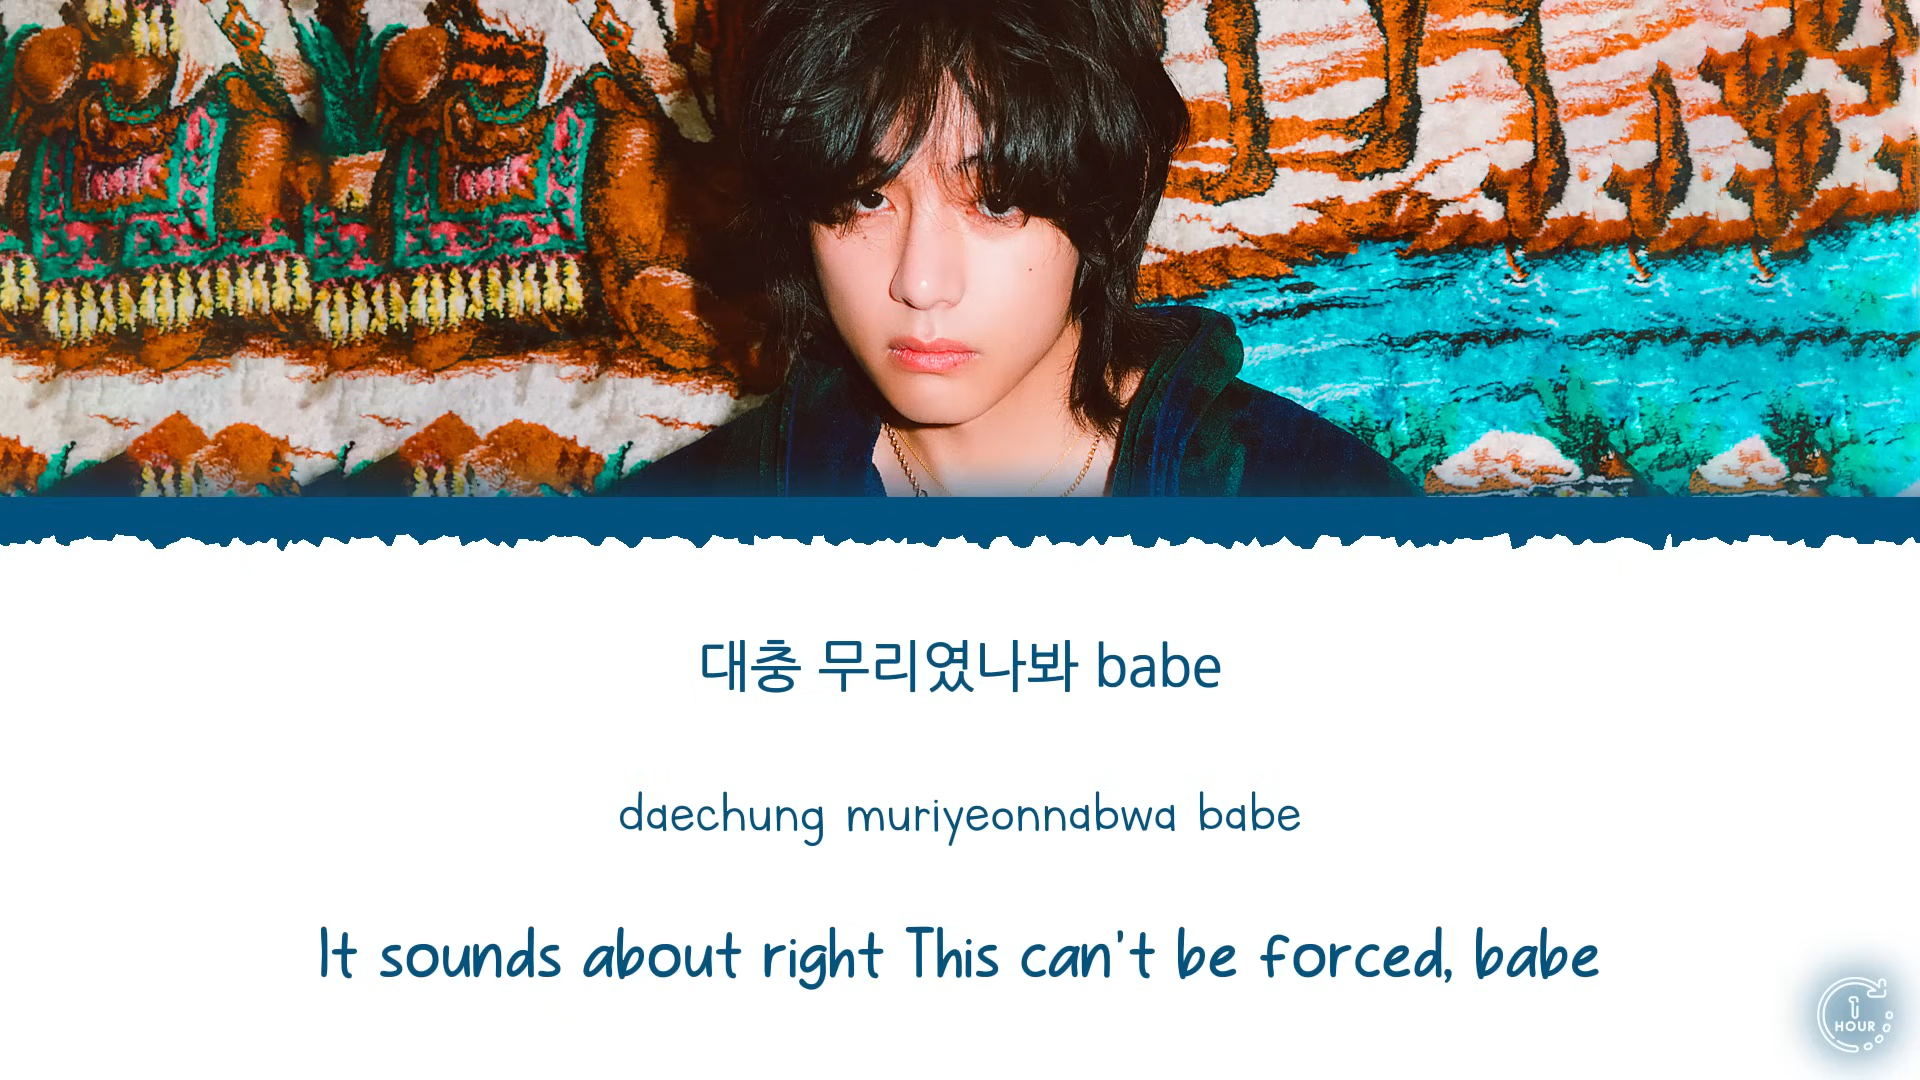 대충 무리였나봐 babe
daechung muriyeonnabwa babe
It sounds about right This can't be forced, babe
1
HOUR